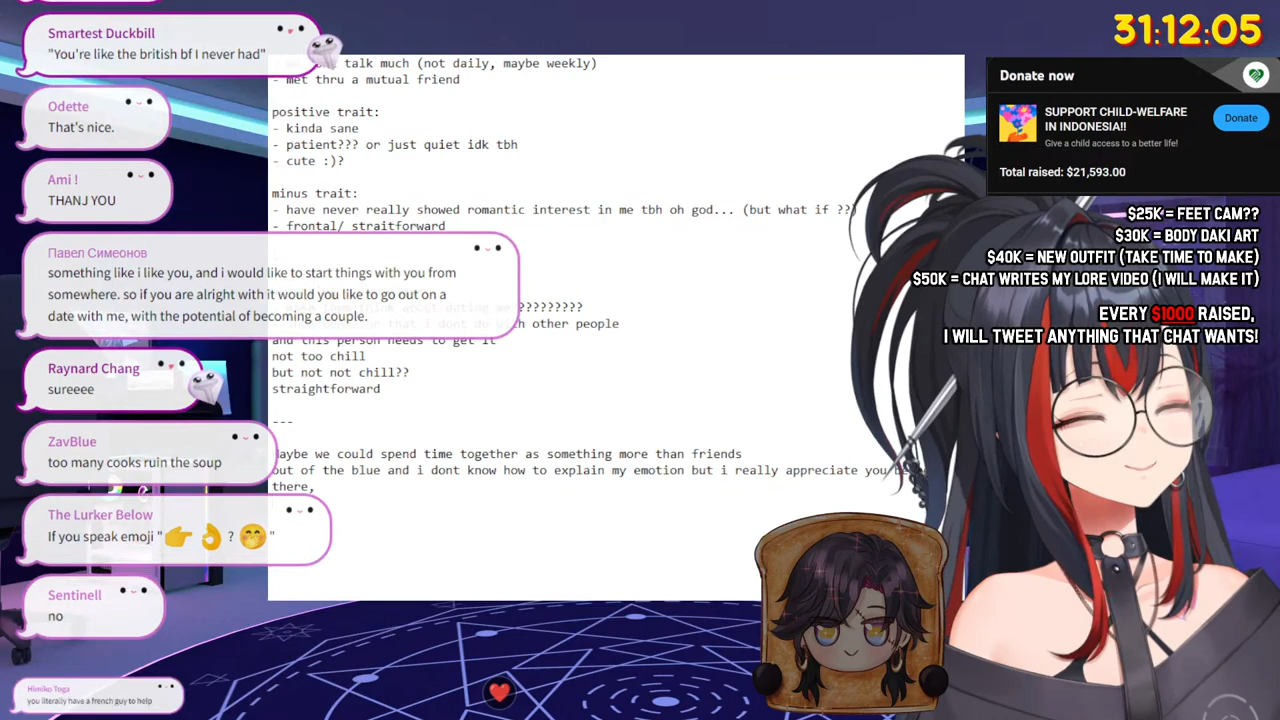 Smartest Duckbill
"You're like the british bf I never had"
Odette
That's nice.
Ami !
THANJ YOU
Павел Симеонов
something like i like you, and i would like to start things with you from
somewhere. so if you are alright with it would you like to go out on a
date with me, with the potential of becoming a couple.
Raynard Chang
sureeee
ZavBlue
too many cooks ruin the soup
The Lurker Below
If you speak emoji "👉👌? 🤭"
Sentinell
no
Himiko Toga
you literally have a french guy to help
talk much (not daily, maybe weekly)
- met thru a mutual friend
positive trait:
- kinda sane
- patient??? or just quiet idk tbh
- cute :)?
minus trait:
- have never really showed romantic interest in me tbh oh god... (but what if ??)
- frontal/ straitforward
about dating me?????????
that i dont do with other people
and this person needs to get it
not too chill
but not not chill??
straightforward
---
maybe we could spend time together as something more than friends
out of the blue and i dont know how to explain my emotion but i really appreciate you
there,
31:12:05
Donate now
SUPPORT CHILD-WELFARE
IN INDONESIA!!
Give a child access to a better life!
Donate
Total raised: $21,593.00
$25K = FEET CAM??
$30K = BODY DAKI ART
$40K = NEW OUTFIT (TAKE TIME TO MAKE)
$50K = CHAT WRITES MY LORE VIDEO (I WILL MAKE IT)
EVERY $1000 RAISED,
I WILL TWEET ANYTHING THAT CHAT WANTS!